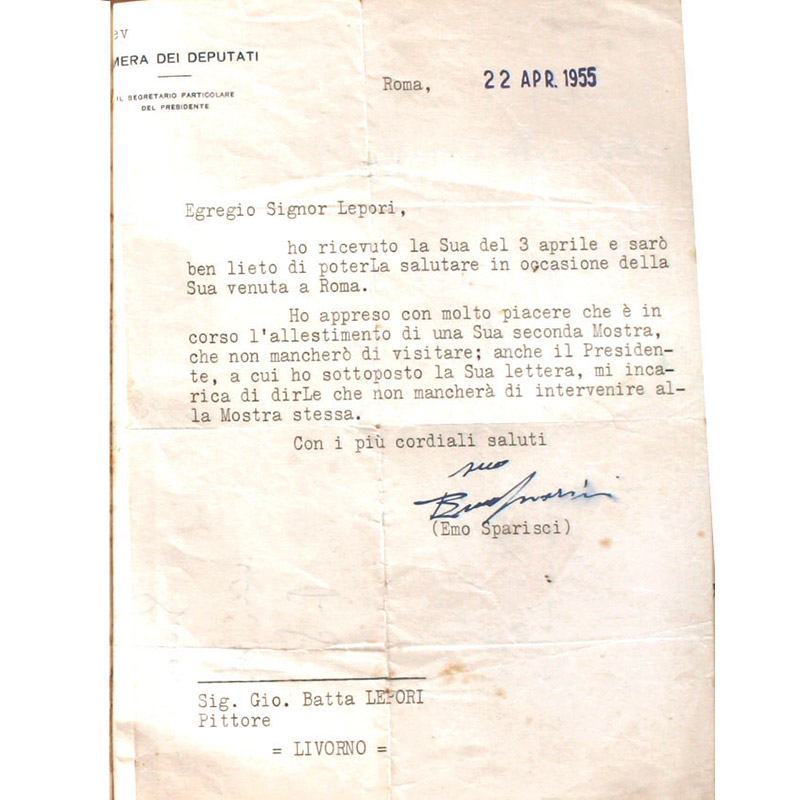 ev
MERA DEI DEPUTATI
IL SEGRETARIO PARTICOLARE
DEL PRESIDENTE
Roma, 22 APR. 1955
Egregio Signor Lepori,
ho ricevuto la Sua del 3 aprile e sarò
ben lieto di poterLa salutare in occasione della
Sua venuta a Roma.
Ho appreso con molto piacere che è in
corso l'allestimento di una Sua seconda Mostra,
che non mancherò di visitare; anche il Presiden-
te, a cui ho sottoposto la Sua lettera, mi inca-
rica di dirLe che non mancherà di intervenire al-
la Mostra stessa.
Con i più cordiali saluti
suo
(Emo Sparisci)
Sig. Gio. Batta LEPORI
Pittore
= LIVORNO =